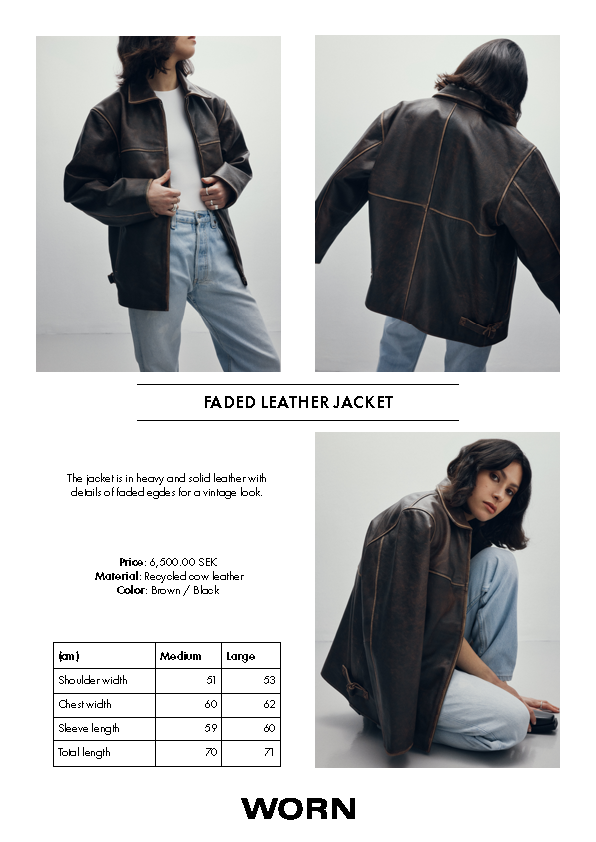 FADED LEATHER JACKET
The jacket is in heavy and solid leather with
details of faded egdes for a vintage look.
Price: 6,500.00 SEK
Material: Recycled cow leather
Color: Brown / Black
(cm) Medium Large
Shoulder width 51 53
Chest width 60 62
Sleeve length 59 60
Total length 70 71
WORN